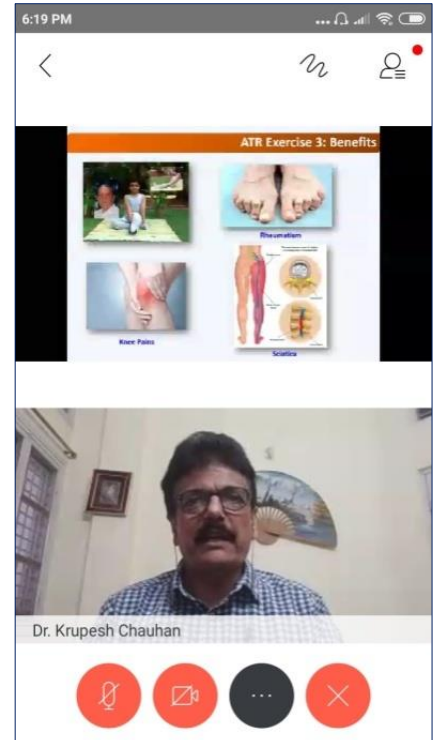 6:19 PM
ATR Exercise 3: Benefits
Rheumatism
Knee Pains
Sciatica
Dr. Krupesh Chauhan